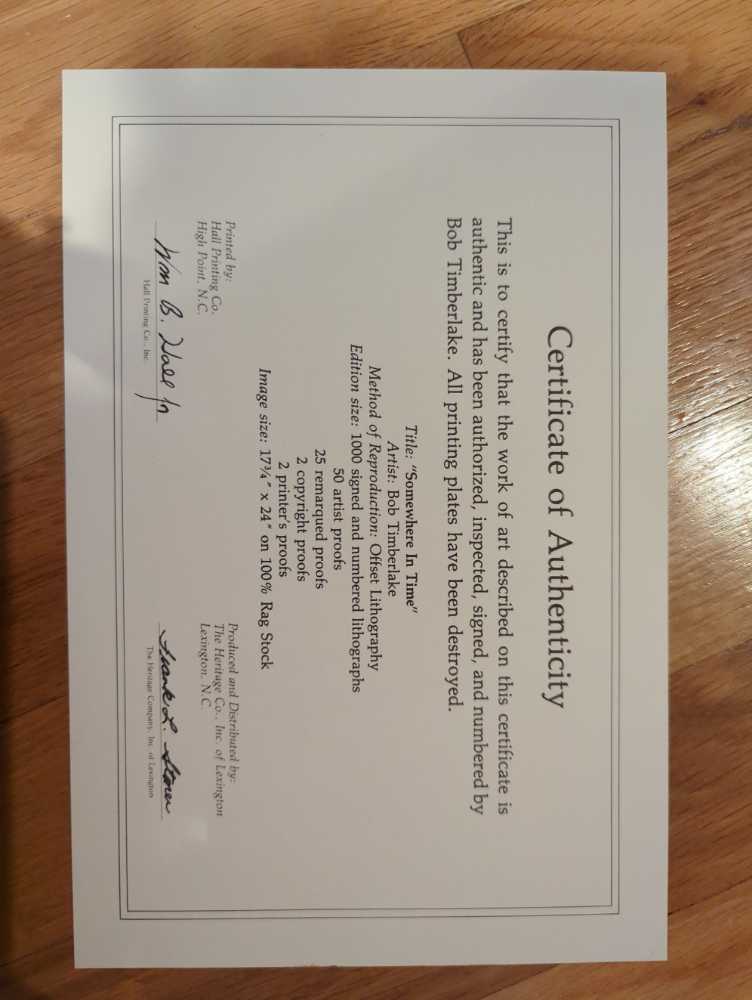 Certificate of Authenticity
This is to certify that the work of art described on this certificate is
authentic and has been authorized, inspected, signed, and numbered by
Bob Timberlake. All printing plates have been destroyed.
Title: "Somewhere In Time"
Artist: Bob Timberlake
Method of Reproduction: Offset Lithography
Edition size: 1000 signed and numbered lithographs
50 artist proofs
25 remarqued proofs
2 copyright proofs
2 printer's proofs
Image size: 17¾" x 24" on 100% Rag Stock
Printed by:
Hall Printing Co.
High Point, N.C.
Wm B. Hall Jr
Hall Printing Co., Inc.
Produced and Distributed by:
The Heritage Co., Inc. of Lexington
Lexington, N.C.
Frank L. Storer
The Heritage Company, Inc. of Lexington